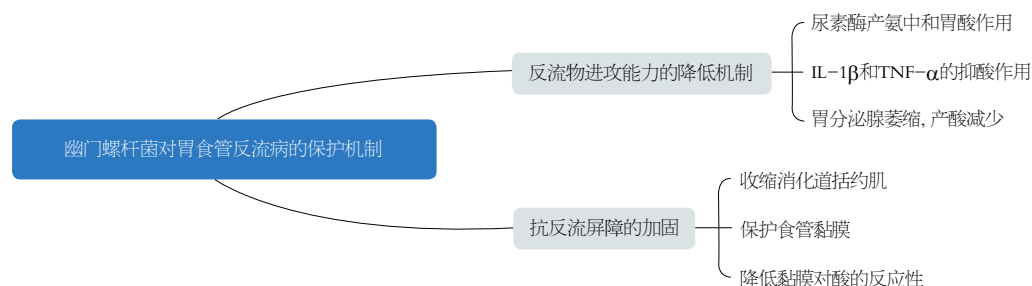 幽门螺杆菌对胃食管反流病的保护机制
反流物进攻能力的降低机制
尿素酶产氨中和胃酸作用
IL-1β和TNF-α的抑酸作用
胃分泌腺萎缩, 产酸减少
抗反流屏障的加固
收缩消化道括约肌
保护食管黏膜
降低黏膜对酸的反应性